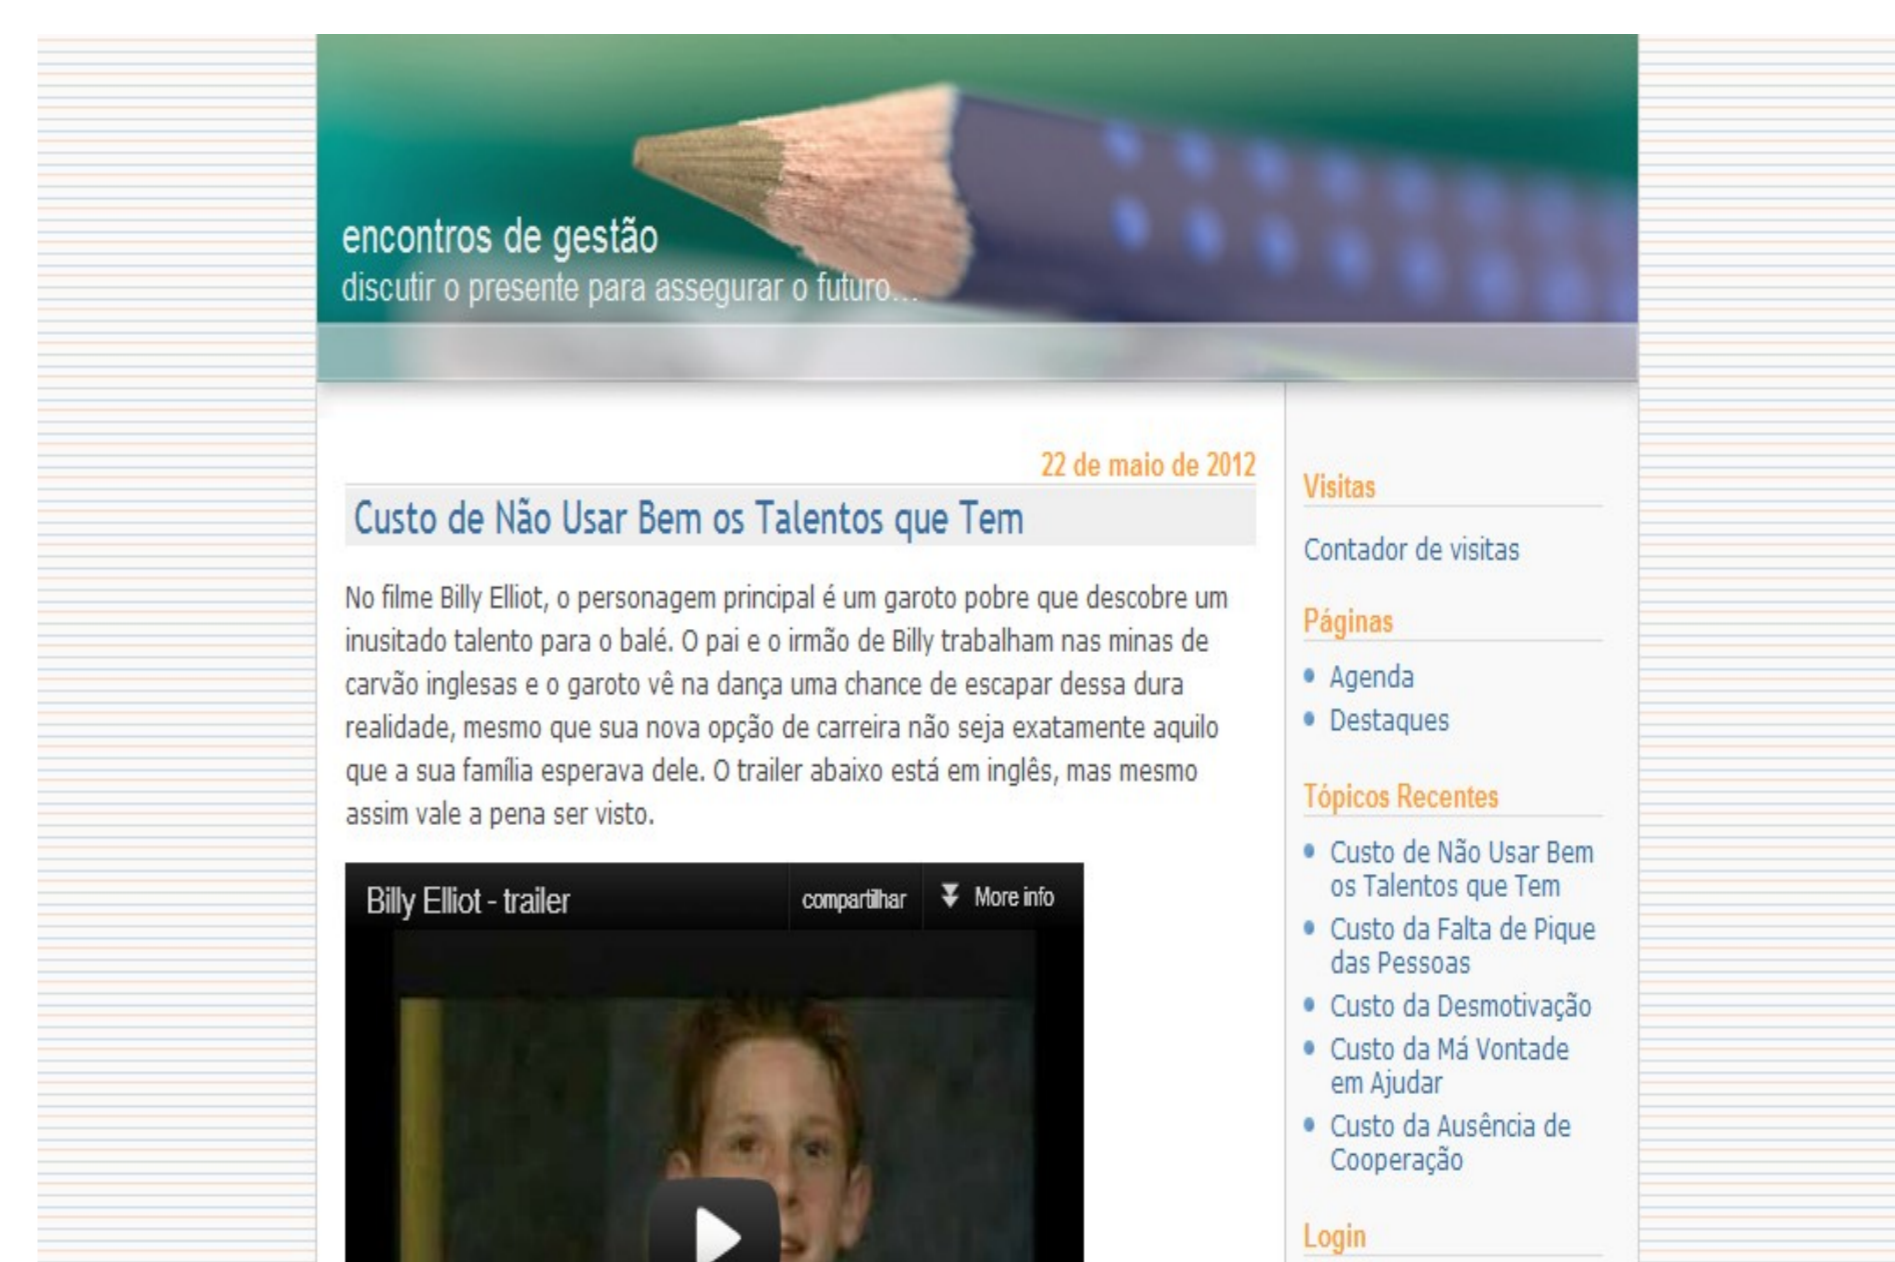 encontros de gestão
discutir o presente para assegurar o futuro...
22 de maio de 2012
Custo de Não Usar Bem os Talentos que Tem
No filme Billy Elliot, o personagem principal é um garoto pobre que descobre um
inusitado talento para o balé. O pai e o irmão de Billy trabalham nas minas de
carvão inglesas e o garoto vê na dança uma chance de escapar dessa dura
realidade, mesmo que sua nova opção de carreira não seja exatamente aquilo
que a sua família esperava dele. O trailer abaixo está em inglês, mas mesmo
assim vale a pena ser visto.
Billy Elliot - trailer
compartilhar
More info
Visitas
Contador de visitas
Páginas
Agenda
Destaques
Tópicos Recentes
Custo de Não Usar Bem
os Talentos que Tem
Custo da Falta de Pique
das Pessoas
Custo da Desmotivação
Custo da Má Vontade
em Ajudar
Custo da Ausência de
Cooperação
Login